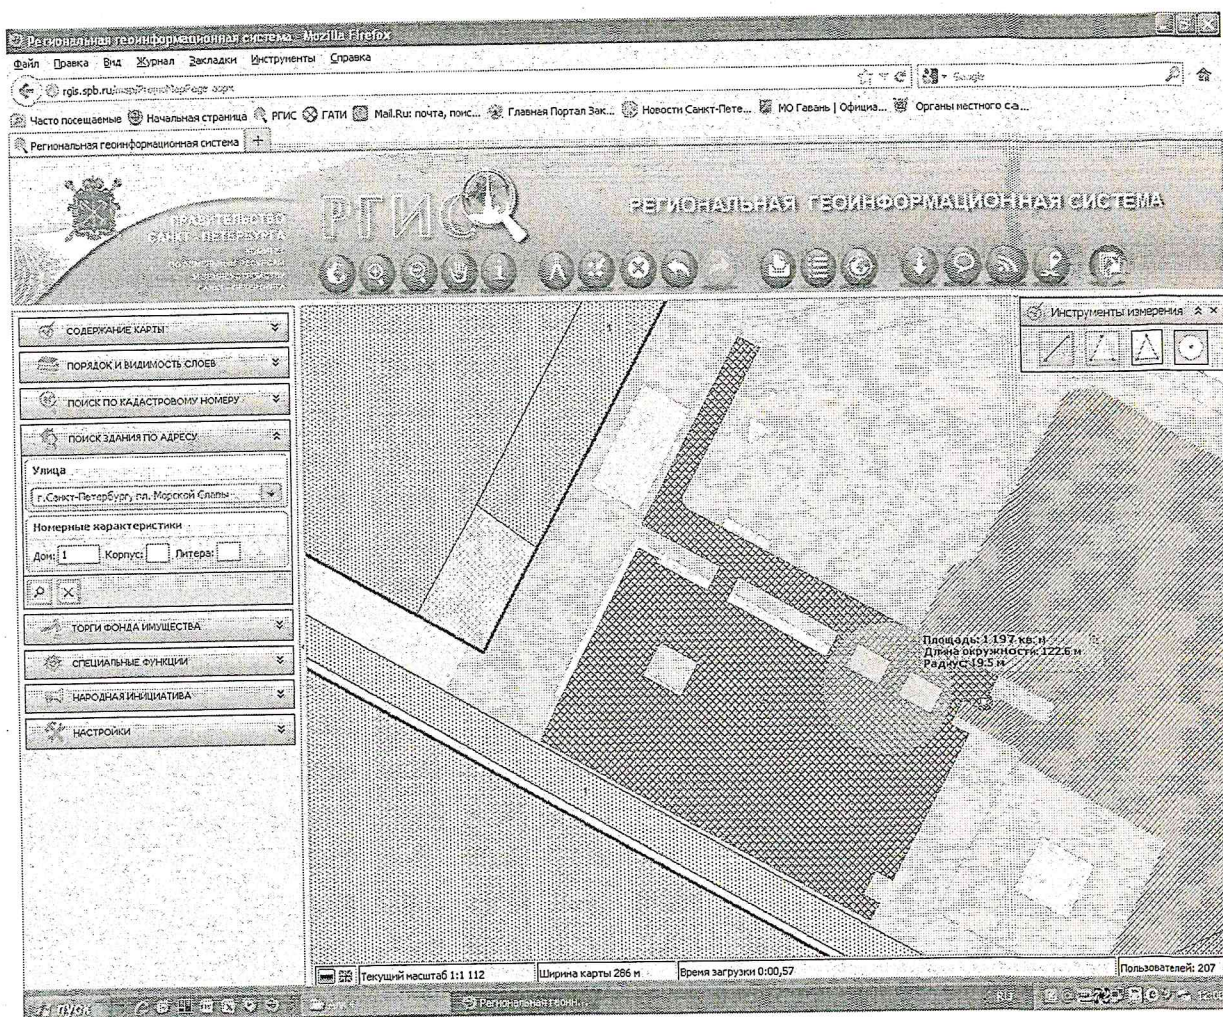 Региональная геоинформационная система - Mozilla Firefox
Файл Правка Вид Журнал Закладки Инструменты Справка
rgis.spb.ru/map/PromoMapPage.aspx Google
Часто посещаемые Начальная страница РГИС ГАТИ Mail.Ru: почта, поис... Главная Портал Зак... Новости Санкт-Пете... МО Гавань | Официа... Органы местного са...
Региональная геоинформационная система +
ПРАВИТЕЛЬСТВО
САНКТ-ПЕТЕРБУРГА
РГИС
РЕГИОНАЛЬНАЯ ГЕОИНФОРМАЦИОННАЯ СИСТЕМА
СОДЕРЖАНИЕ КАРТЫ
ПОРЯДОК И ВИДИМОСТЬ СЛОЕВ
ПОИСК ПО КАДАСТРОВОМУ НОМЕРУ
ПОИСК ЗДАНИЯ ПО АДРЕСУ
Улица
г.Санкт-Петербург, пл. Морской Славы
Номерные характеристики
Дом: 1 Корпус: Литера:
ТОРГИ ФОНДА ИМУЩЕСТВА
СПЕЦИАЛЬНЫЕ ФУНКЦИИ
НАРОДНАЯ ИНИЦИАТИВА
НАСТРОЙКИ
Инструменты измерения
Площадь: 1 197 кв. м
Длина окружности: 122.6 м
Радиус: 19.5 м
Текущий масштаб 1:1 112 Ширина карты 286 м Время загрузки 0:00,57 Пользователей: 207
пуск Региональная геоин... RU